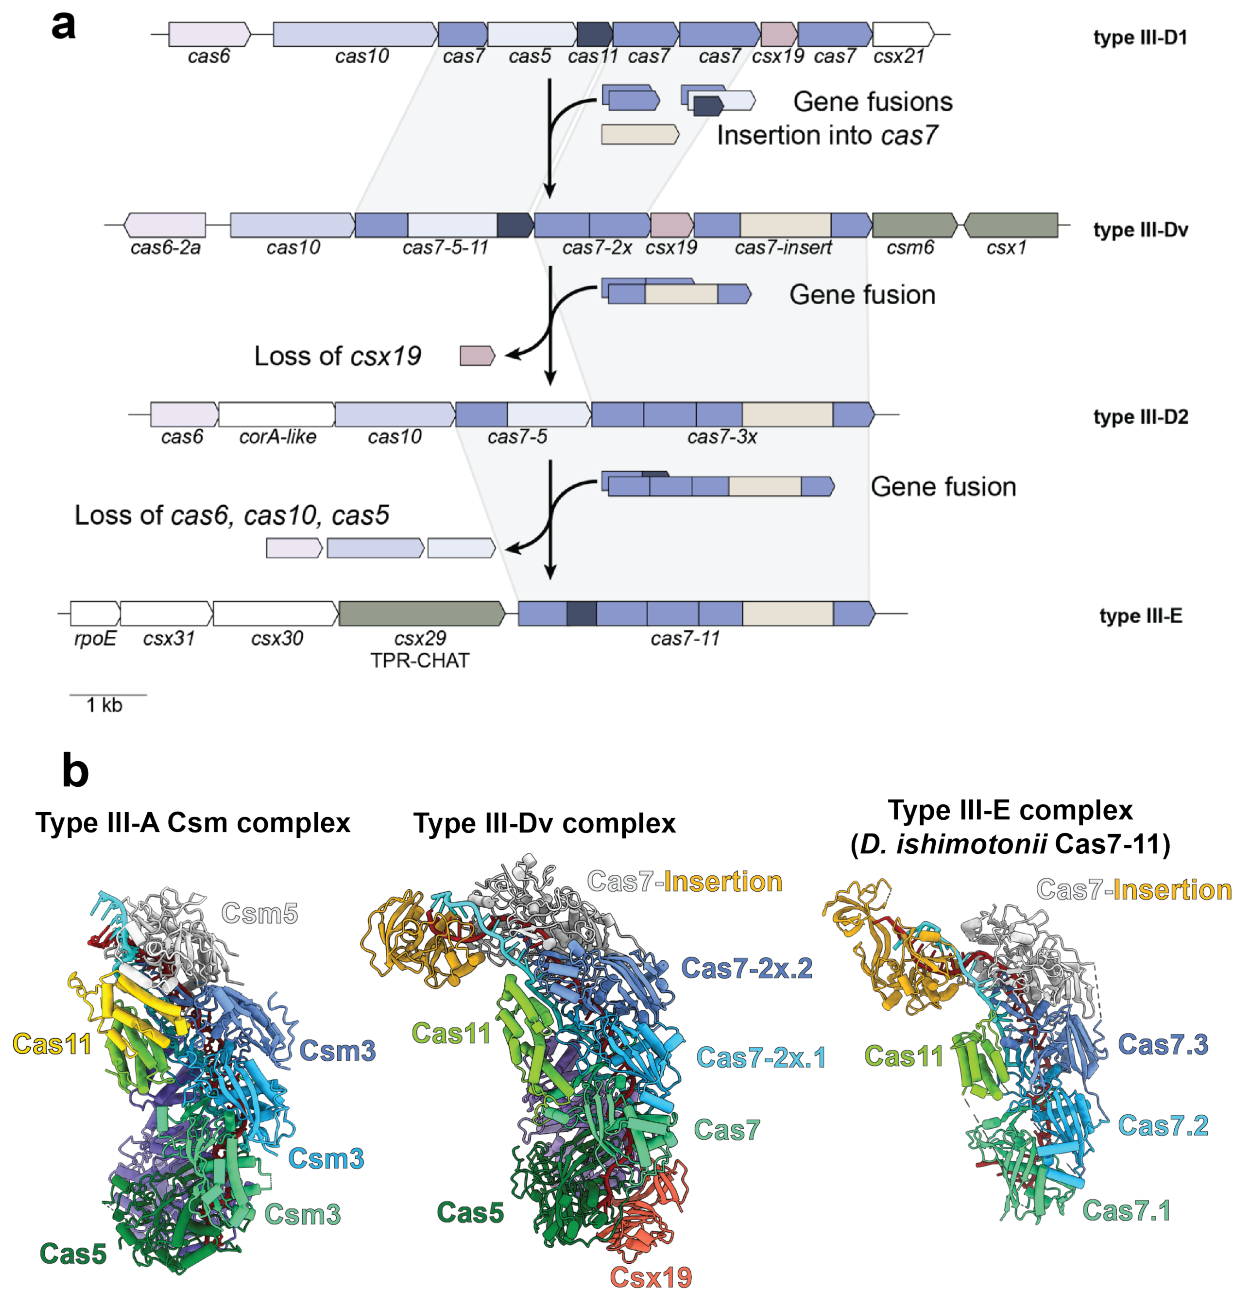 a
type III-D1
cas6 cas10 cas7 cas5 cas11 cas7 cas7 csx19 cas7 csx21
Gene fusions
Insertion into cas7
type III-Dv
cas6-2a cas10 cas7-5-11 cas7-2x csx19 cas7-insert csm6 csx1
Gene fusion
Loss of csx19
type III-D2
cas6 corA-like cas10 cas7-5 cas7-3x
Gene fusion
Loss of cas6, cas10, cas5
type III-E
rpoE csx31 csx30 csx29 cas7-11
TPR-CHAT
1 kb
b
Type III-A Csm complex
Csm5
Cas11
Csm3
Csm3
Csm3
Cas5
Type III-Dv complex
Cas7-Insertion
Cas7-2x.2
Cas11
Cas7-2x.1
Cas7
Cas5
Csx19
Type III-E complex
(D. ishimotonii Cas7-11)
Cas7-Insertion
Cas11
Cas7.3
Cas7.2
Cas7.1